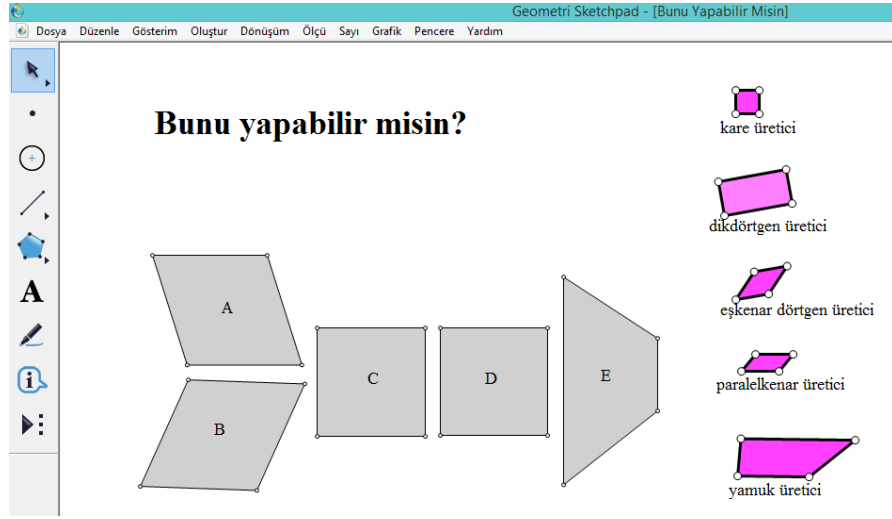 Geometri Sketchpad - [Bunu Yapabilir Misin]
Dosya Düzenle Gösterim Oluştur Dönüşüm Ölçü Sayı Grafik Pencere Yardım
Bunu yapabilir misin?
kare üretici
dikdörtgen üretici
eşkenar dörtgen üretici
paralelkenar üretici
yamuk üretici
A
B
C
D
E
A
i